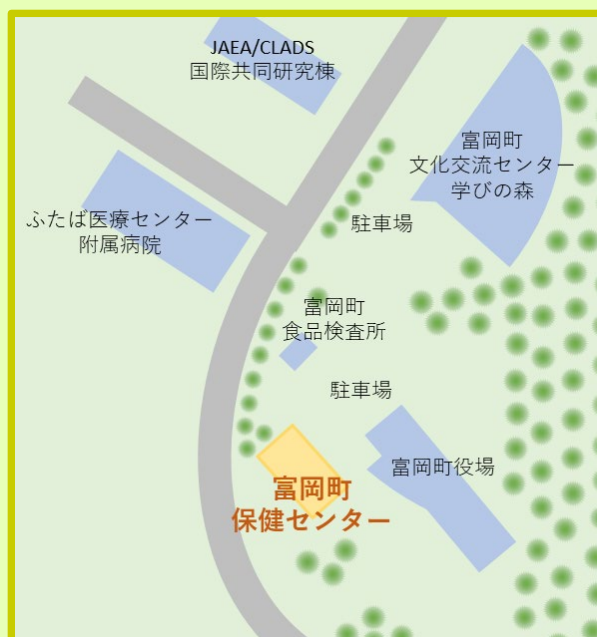 JAEA/CLADS
国際共同研究棟
富岡町
文化交流センター
学びの森
ふたば医療センター
附属病院
駐車場
富岡町
食品検査所
駐車場
富岡町役場
富岡町
保健センター